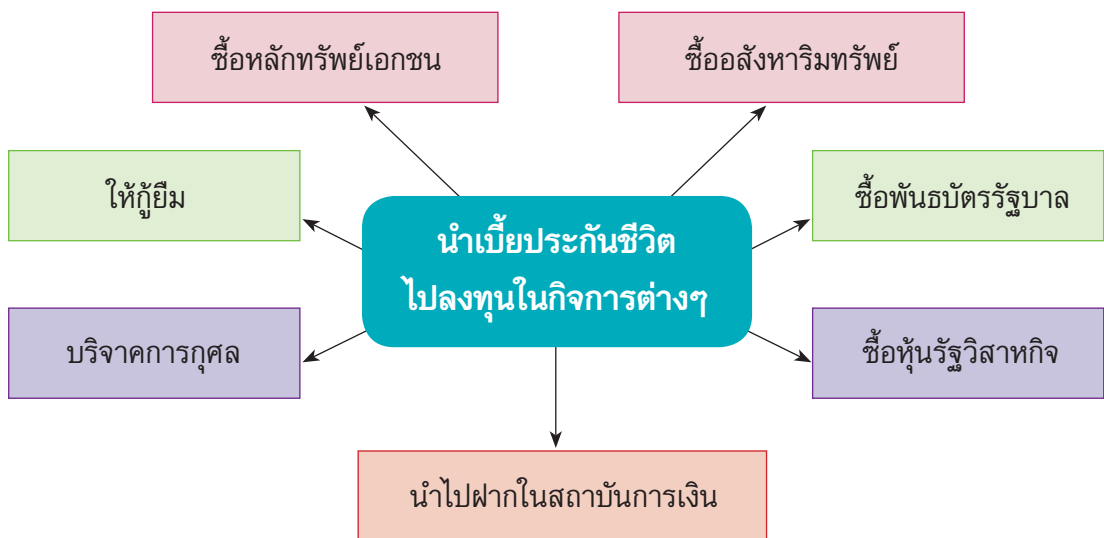 ซื้อหลักทรัพย์เอกชน
ซื้ออสังหาริมทรัพย์
ให้กู้ยืม
ซื้อพันธบัตรรัฐบาล
นำเบี้ยประกันชีวิต
ไปลงทุนในกิจการต่างๆ
บริจาคการกุศล
ซื้อหุ้นรัฐวิสาหกิจ
นำไปฝากในสถาบันการเงิน